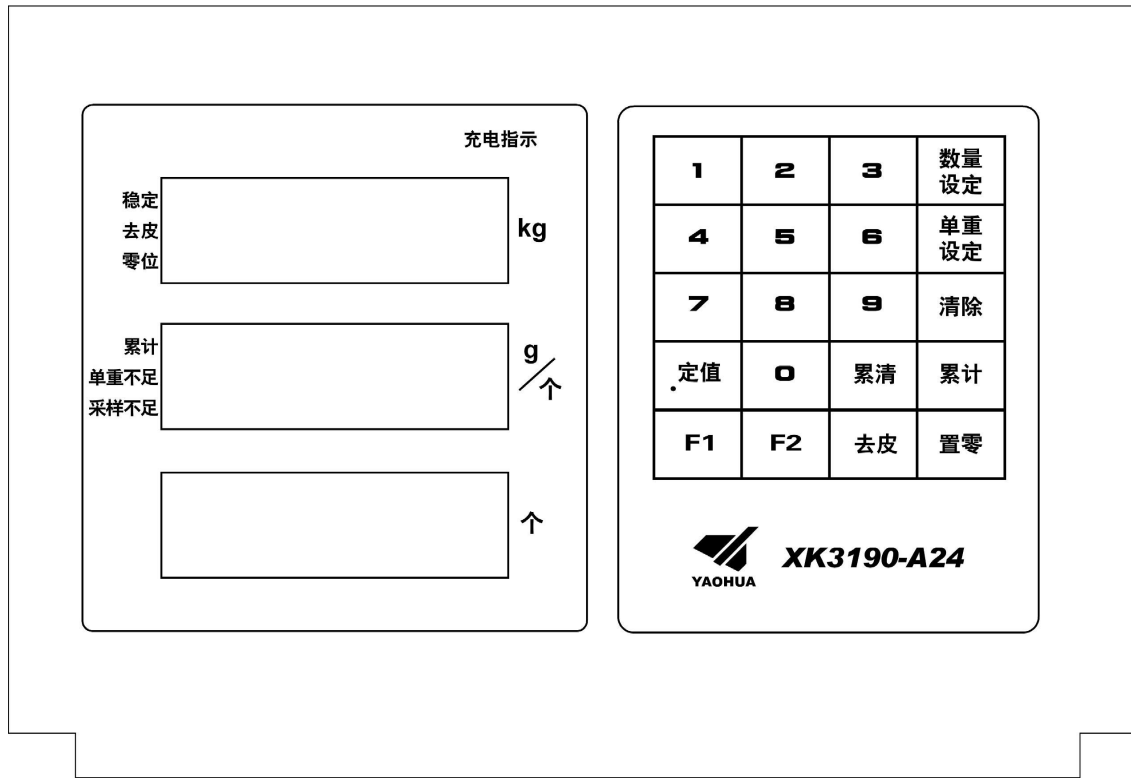 充电指示
稳定
去皮
零位
kg
累计
单重不足
采样不足
g/个
个
1 2 3 数量设定
4 5 6 单重设定
7 8 9 清除
.定值 0 累清 累计
F1 F2 去皮 置零
YAOHUA
XK3190-A24